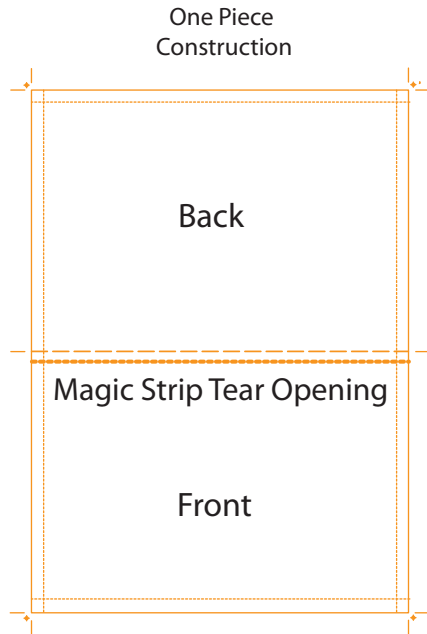 One Piece
Construction
Back
Magic Strip Tear Opening
Front